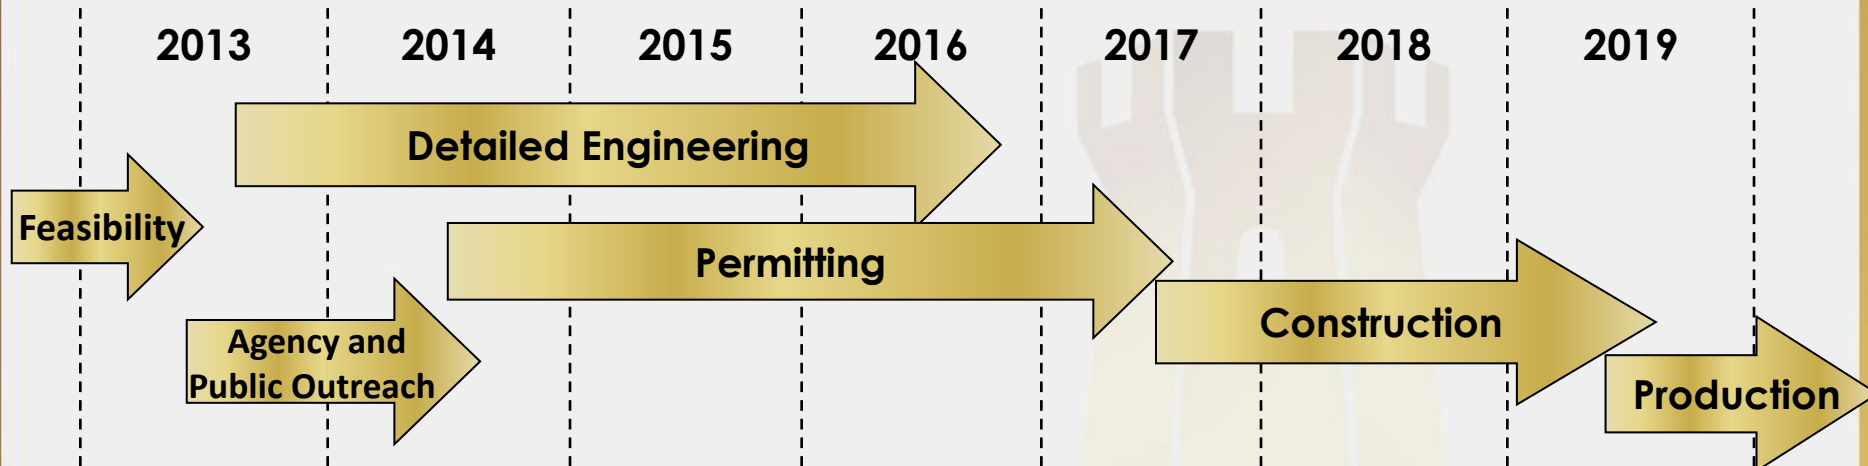 2013 2014 2015 2016 2017 2018 2019
Detailed Engineering
Feasibility
Permitting
Agency and
Public Outreach
Construction
Production